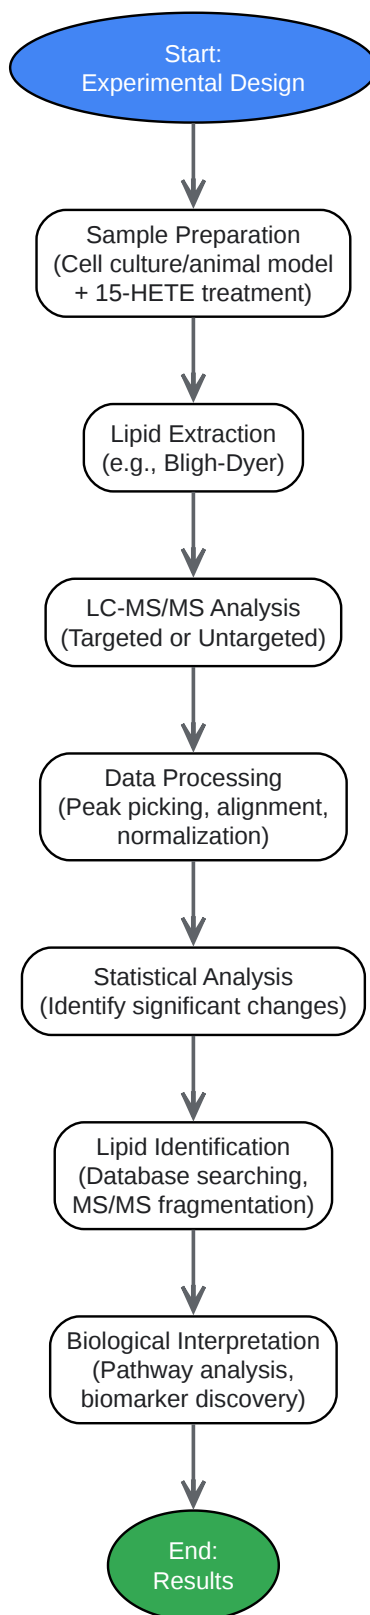 Start:
Experimental Design
Sample Preparation
(Cell culture/animal model
+ 15-HETE treatment)
Lipid Extraction
(e.g., Bligh-Dyer)
LC-MS/MS Analysis
(Targeted or Untargeted)
Data Processing
(Peak picking, alignment,
normalization)
Statistical Analysis
(Identify significant changes)
Lipid Identification
(Database searching,
MS/MS fragmentation)
Biological Interpretation
(Pathway analysis,
biomarker discovery)
End:
Results